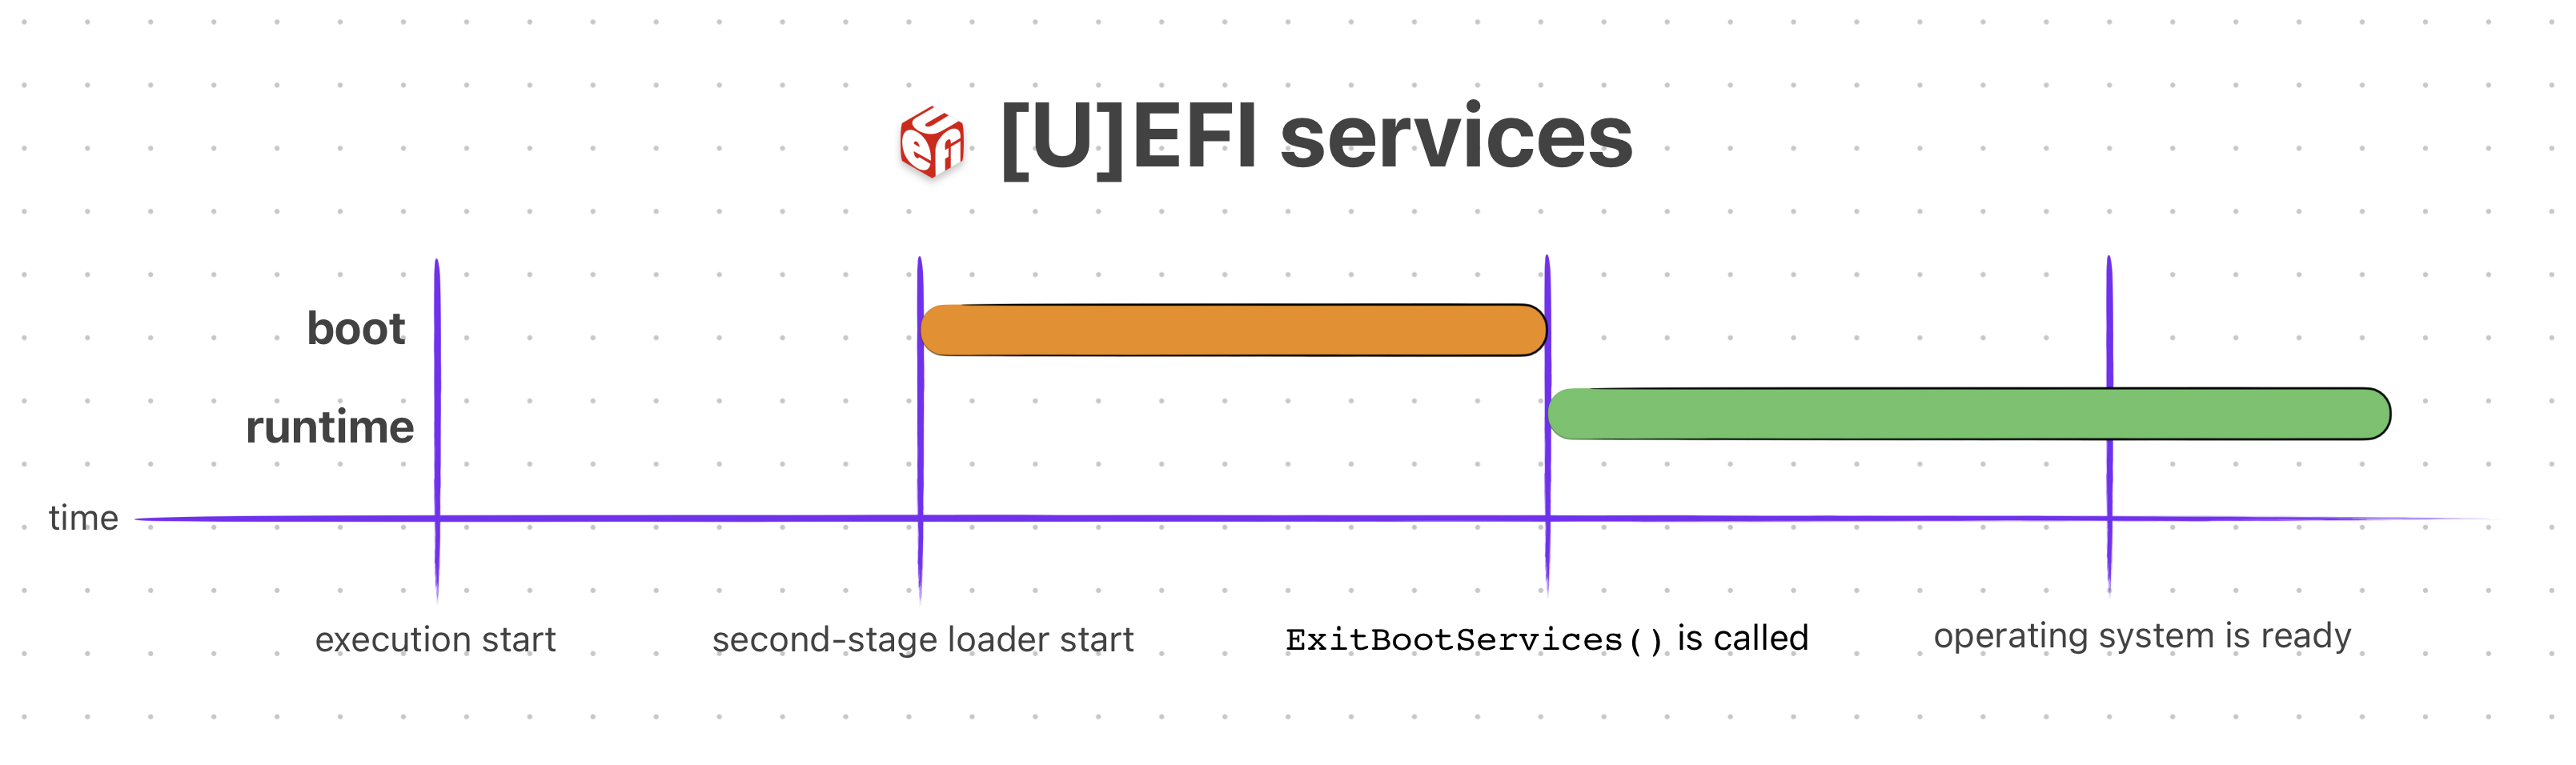 UEFI
[U]EFI services
boot
runtime
time
execution start
second-stage loader start
ExitBootServices() is called
operating system is ready